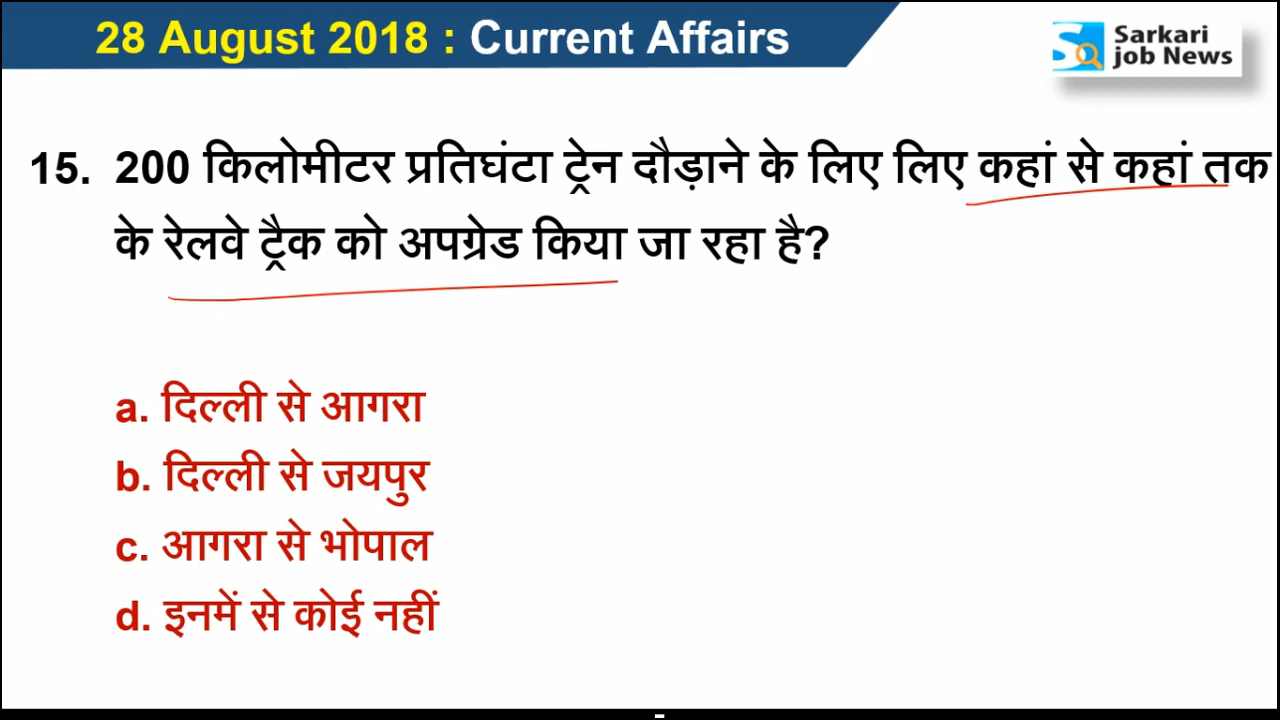 28 August 2018 : Current Affairs
Sarkari
job News
15. 200 किलोमीटर प्रतिघंटा ट्रेन दौड़ाने के लिए लिए कहां से कहां तक
के रेलवे ट्रैक को अपग्रेड किया जा रहा है?
a. दिल्ली से आगरा
b. दिल्ली से जयपुर
c. आगरा से भोपाल
d. इनमें से कोई नहीं